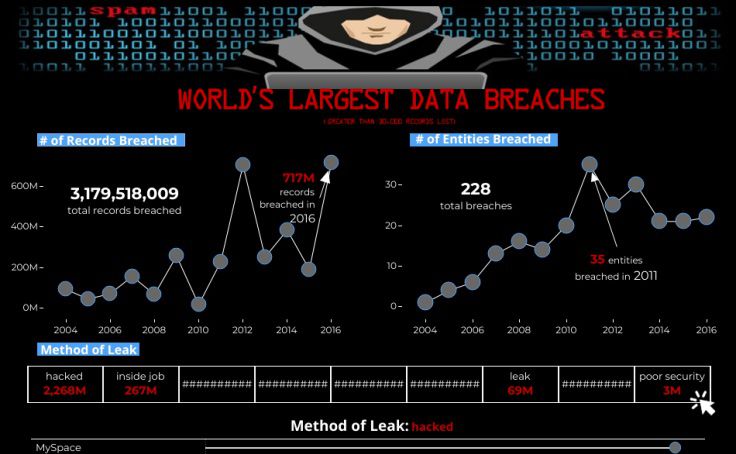 spam
attack
WORLD'S LARGEST DATA BREACHES
(GREATER THAN 30,000 RECORDS LOST)
# of Records Breached
# of Entities Breached
3,179,518,009
total records breached
717M
records
breached in
2016
600M
400M
200M
0M
2004
2006
2008
2010
2012
2014
2016
228
total breaches
35 entities
breached in 2011
30
20
10
0
2004
2006
2008
2010
2012
2014
2016
Method of Leak
hacked
2,268M
inside job
267M
##########
##########
##########
##########
leak
69M
##########
poor security
3M
Method of Leak: hacked
MySpace